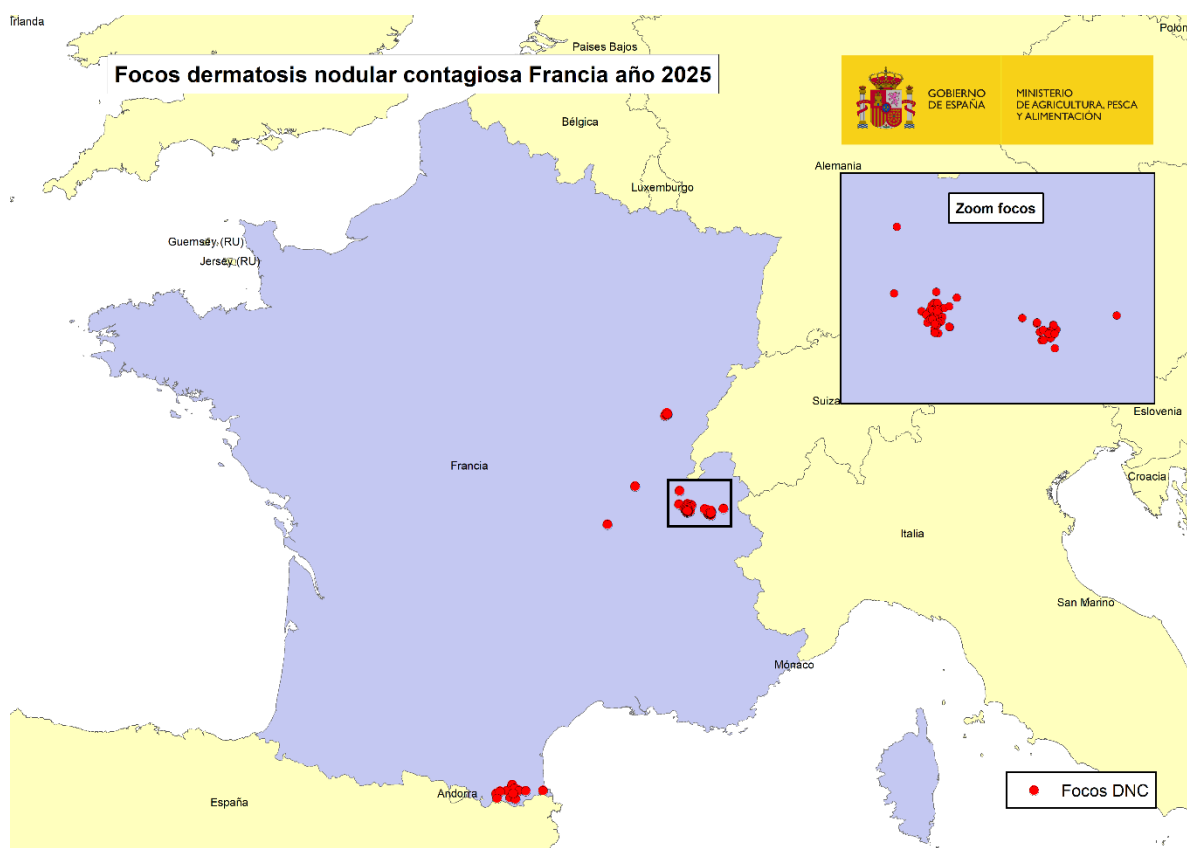 Irlanda
Paises Bajos
Polon
Focos dermatosis nodular contagiosa Francia año 2025
GOBIERNO
DE ESPAÑA
MINISTERIO
DE AGRICULTURA, PESCA
Y ALIMENTACIÓN
Bélgica
Alemania
Luxemburgo
Zoom focos
Guernsey (RU)
Jersey (RU)
Suiza
Eslovenia
Francia
Croacia
Italia
San Marino
Mónaco
Andorra
España
Focos DNC